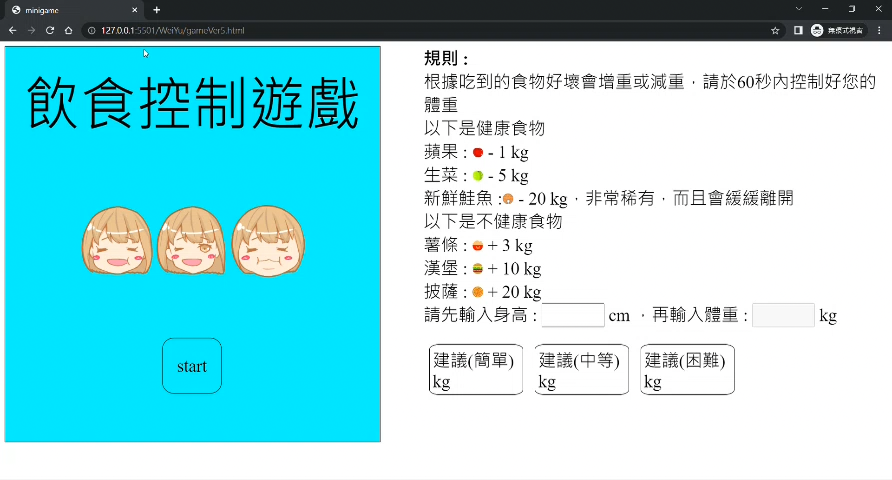 minigame
127.0.0.1:5501/WeiYu/gameVer5.html
無痕式視窗
飲食控制遊戲
start
規則 :
根據吃到的食物好壞會增重或減重，請於60秒內控制好您的
體重
以下是健康食物
蘋果 : - 1 kg
生菜 : - 5 kg
新鮮鮭魚 : - 20 kg，非常稀有，而且會緩緩離開
以下是不健康食物
薯條 : + 3 kg
漢堡 : + 10 kg
披薩 : + 20 kg
請先輸入身高 : cm ，再輸入體重 : kg
建議(簡單) 建議(中等) 建議(困難)
kg kg kg